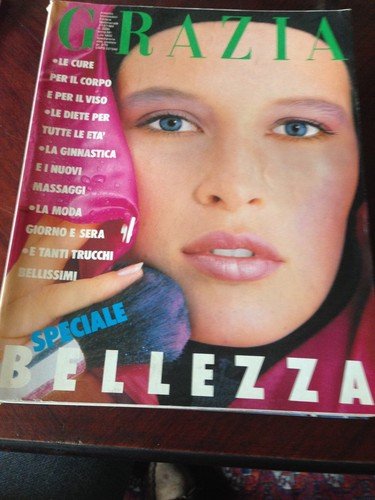 GRAZIA
•LE CURE
PER IL CORPO
E PER IL VISO
•LE DIETE PER
TUTTE LE ETA'
•LA GINNASTICA
E I NUOVI
MASSAGGI
•LA MODA
GIORNO E SERA
•E TANTI TRUCCHI
BELLISSIMI
SPECIALE
BELLEZZA